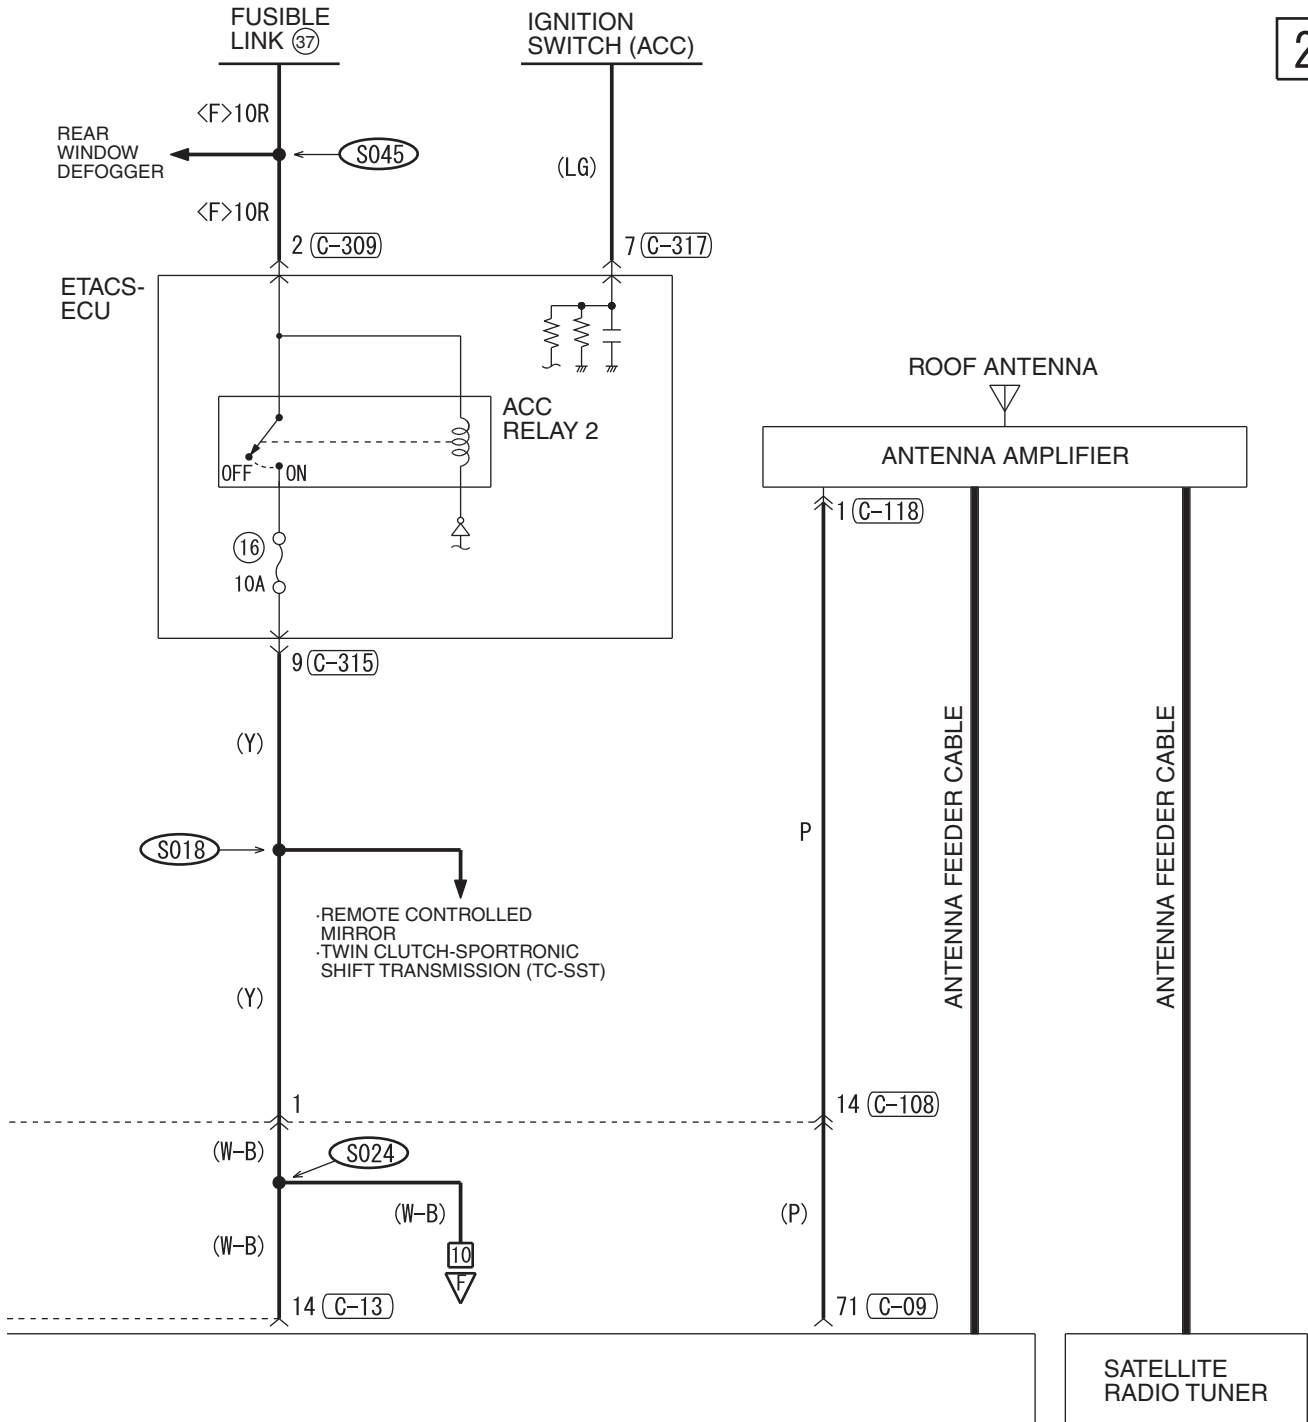 FUSIBLE
LINK 37
IGNITION
SWITCH (ACC)
2
<F>10R
REAR
WINDOW
DEFOGGER
S045
(LG)
<F>10R
2 C-309
7 C-317
ETACS-
ECU
ACC
RELAY 2
OFF ON
16
10A
ROOF ANTENNA
ANTENNA AMPLIFIER
1 C-118
9 C-315
(Y)
S018
·REMOTE CONTROLLED
MIRROR
·TWIN CLUTCH-SPORTRONIC
SHIFT TRANSMISSION (TC-SST)
(Y)
P
ANTENNA FEEDER CABLE
ANTENNA FEEDER CABLE
1
14 C-108
(W-B)
S024
(W-B)
(W-B)
10
F
(P)
14 C-13
71 C-09
SATELLITE
RADIO TUNER